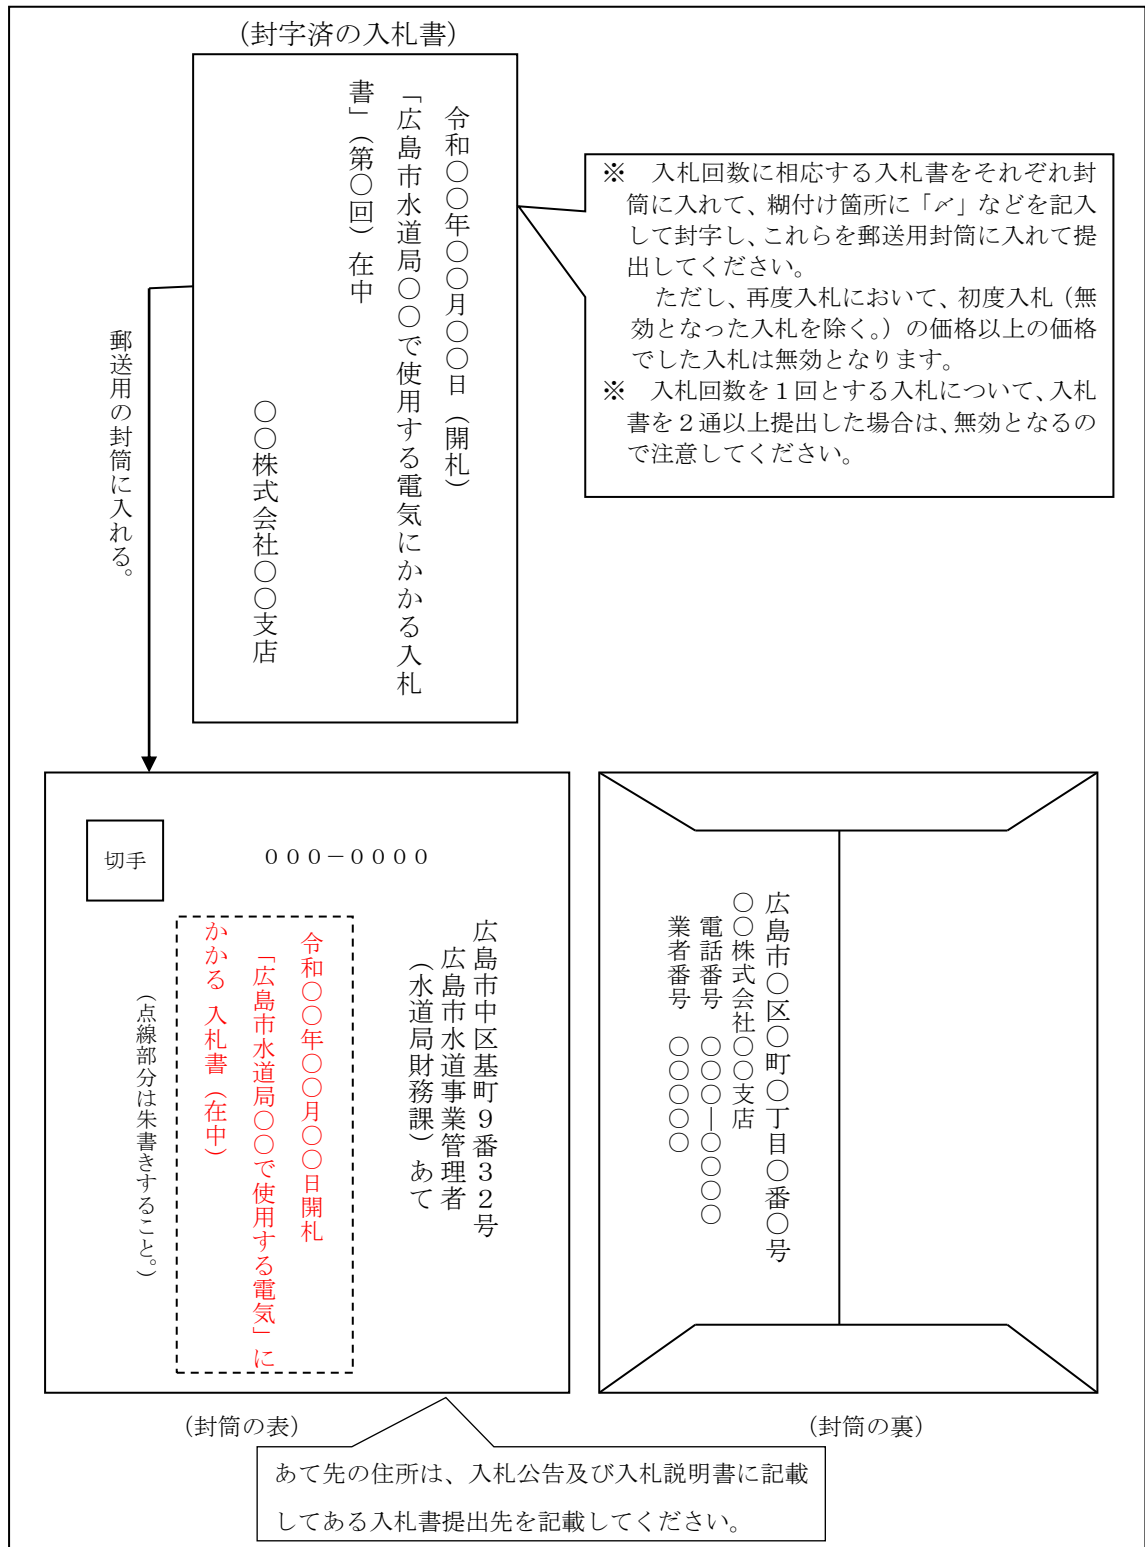 （封字済の入札書）
令和〇〇年〇〇月〇〇日（開札）
「広島市水道局〇〇で使用する電気にかかる入札
書」（第〇回）在中
〇〇株式会社〇〇支店
※　入札回数に相応する入札書をそれぞれ封
筒に入れて、糊付け箇所に「〆」などを記入
して封字し、これらを郵送用封筒に入れて提
出してください。
ただし、再度入札において、初度入札（無
効となった入札を除く。）の価格以上の価格
でした入札は無効となります。
※　入札回数を１回とする入札について、入札
書を２通以上提出した場合は、無効となるの
で注意してください。
郵送用の封筒に入れる。
切手
０００－００００
広島市中区基町９番３２号
広島市水道事業管理者
（水道局財務課）あて
令和〇〇年〇〇月〇〇日開札
「広島市水道局〇〇で使用する電気」に
かかる 入札書（在中）
（点線部分は朱書きすること。）
（封筒の表）
広島市〇区〇町〇丁目〇番〇号
〇〇株式会社〇〇支店
電話番号　〇〇〇―〇〇〇〇
業者番号　〇〇〇〇〇
（封筒の裏）
あて先の住所は、入札公告及び入札説明書に記載
してある入札書提出先を記載してください。